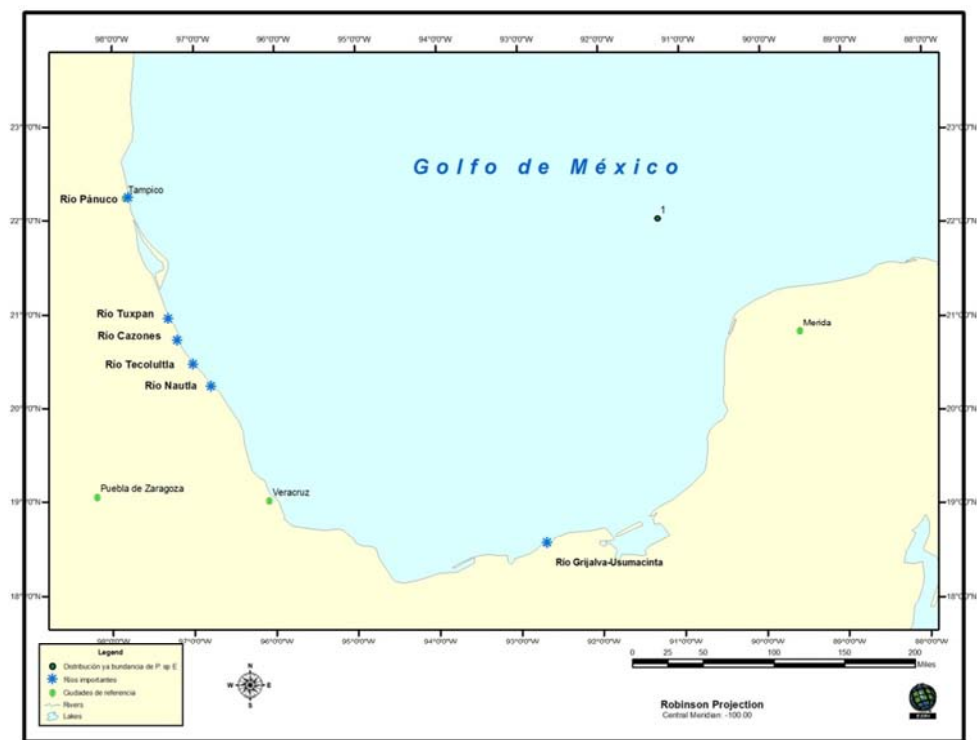 98°0'0"W 97°0'0"W 96°0'0"W 95°0'0"W 94°0'0"W 93°0'0"W 92°0'0"W 91°0'0"W 90°0'0"W 89°0'0"W 88°0'0"W
23°0'0"N 23°0'0"N
Golfo de México
Tampico
Río Pánuco
1
22°0'0"N 22°0'0"N
Río Tuxpan
21°0'0"N 21°0'0"N
Merida
Río Cazones
Río Tecolultla
Río Nautla
20°0'0"N 20°0'0"N
Puebla de Zaragoza
Veracruz
19°0'0"N 19°0'0"N
Río Grijalva-Usumacinta
18°0'0"N 18°0'0"N
98°0'0"W 97°0'0"W 96°0'0"W 95°0'0"W 94°0'0"W 93°0'0"W 92°0'0"W 91°0'0"W 90°0'0"W 89°0'0"W 88°0'0"W
Legend
Distribución ya bundancia de P sp E
Ríos importantes
Ciudades de referencia
Rivers
Lakes
N
W E
S
0 25 50 100 150 200
Miles
Robinson Projection
Central Meridien: -100.00